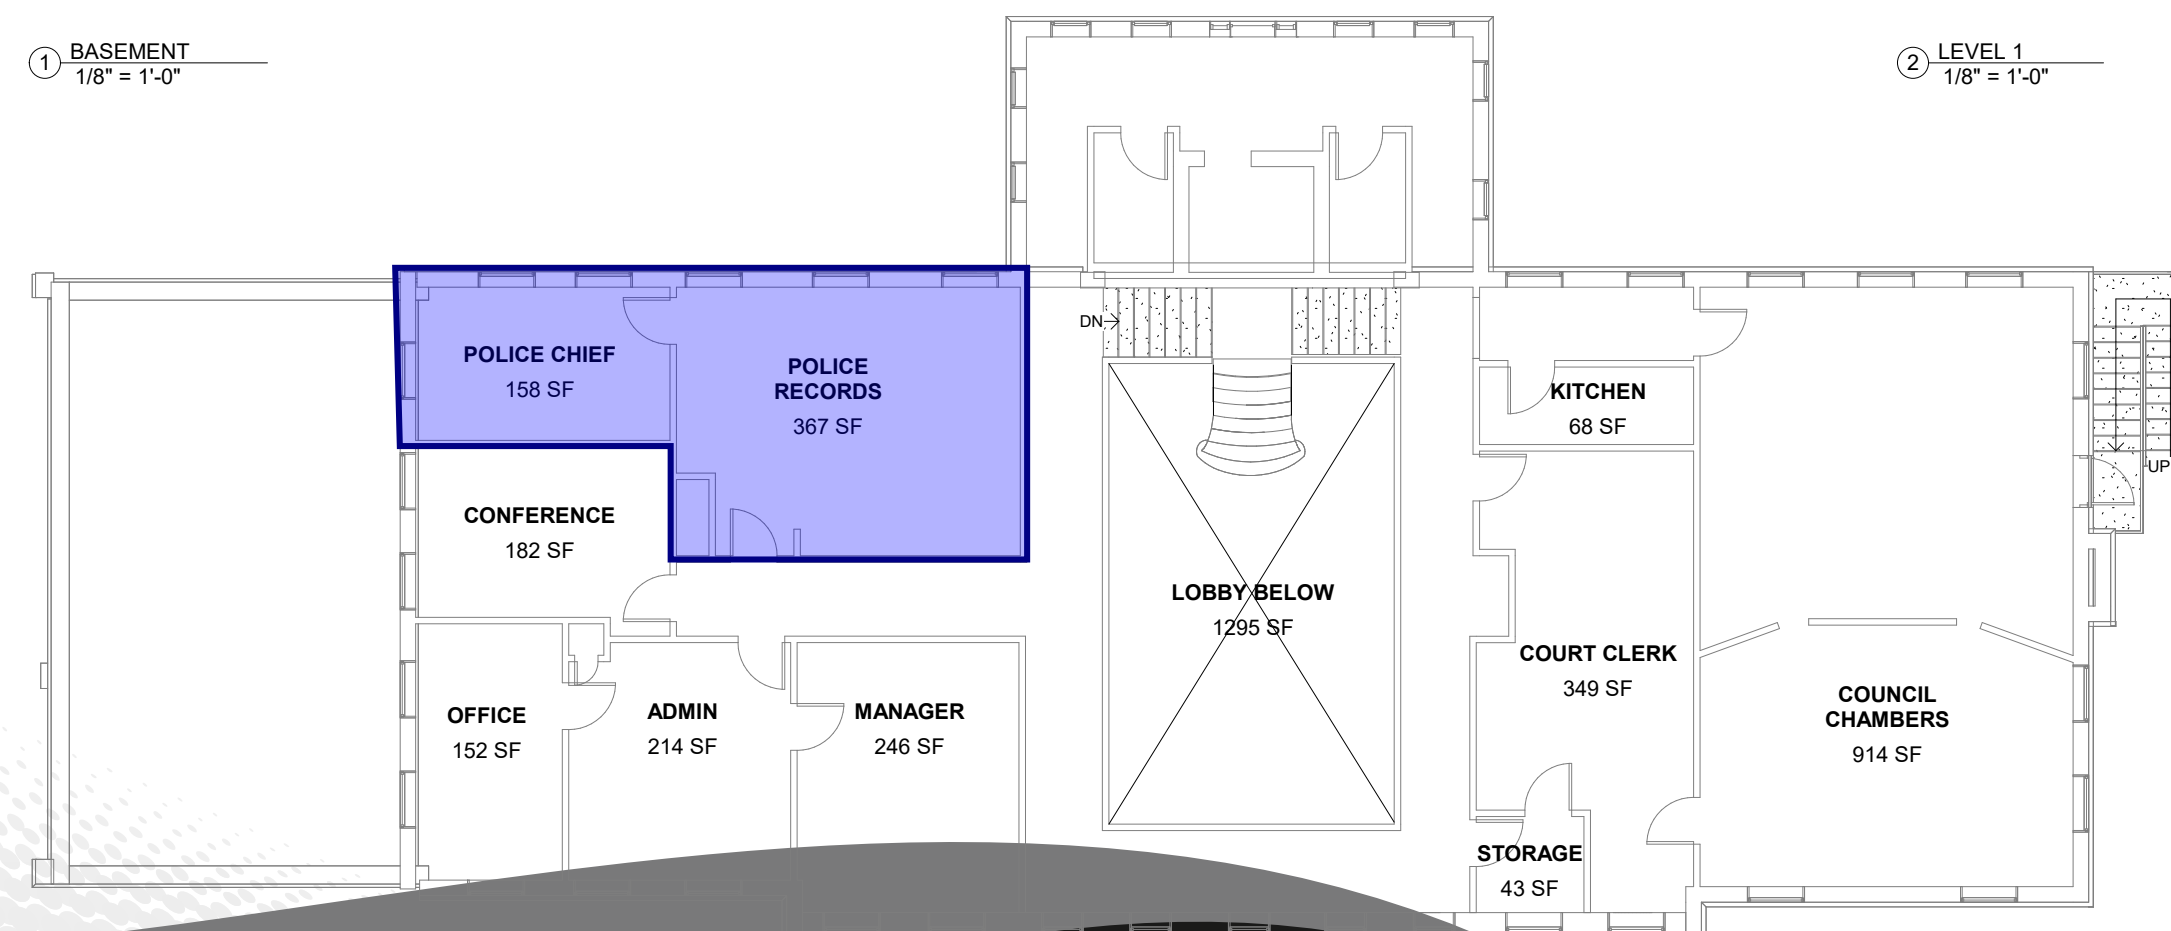 1 BASEMENT
1/8" = 1'-0"
2 LEVEL 1
1/8" = 1'-0"
DN
POLICE CHIEF
158 SF
POLICE
RECORDS
367 SF
KITCHEN
68 SF
UP
CONFERENCE
182 SF
LOBBY BELOW
1295 SF
COURT CLERK
349 SF
OFFICE
152 SF
ADMIN
214 SF
MANAGER
246 SF
COUNCIL
CHAMBERS
914 SF
STORAGE
43 SF